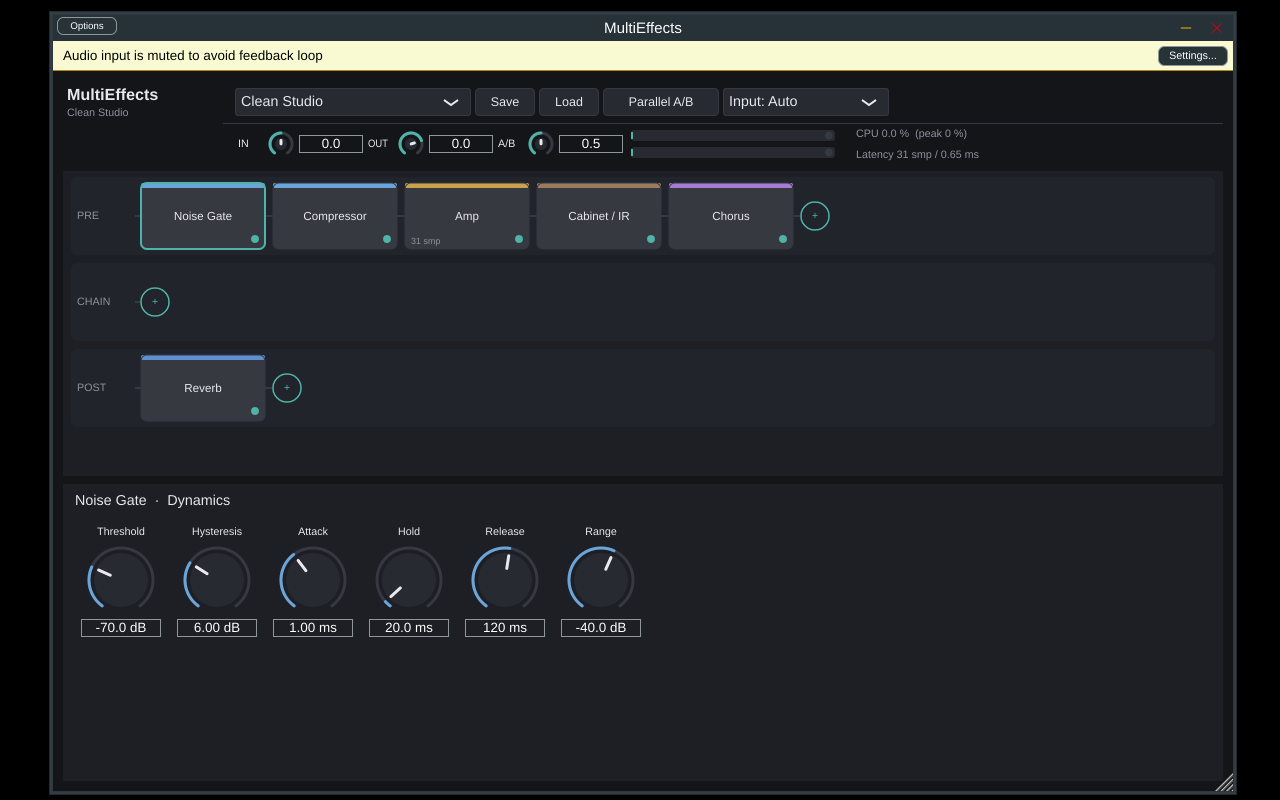 Options
MultiEffects
Audio input is muted to avoid feedback loop
Settings...
MultiEffects
Clean Studio
Clean Studio
Save
Load
Parallel A/B
Input: Auto
IN
0.0
OUT
0.0
A/B
0.5
CPU 0.0 % (peak 0 %)
Latency 31 smp / 0.65 ms
PRE
Noise Gate
Compressor
Amp
31 smp
Cabinet / IR
Chorus
+
CHAIN
+
POST
Reverb
+
Noise Gate · Dynamics
Threshold
Hysteresis
Attack
Hold
Release
Range
-70.0 dB
6.00 dB
1.00 ms
20.0 ms
120 ms
-40.0 dB